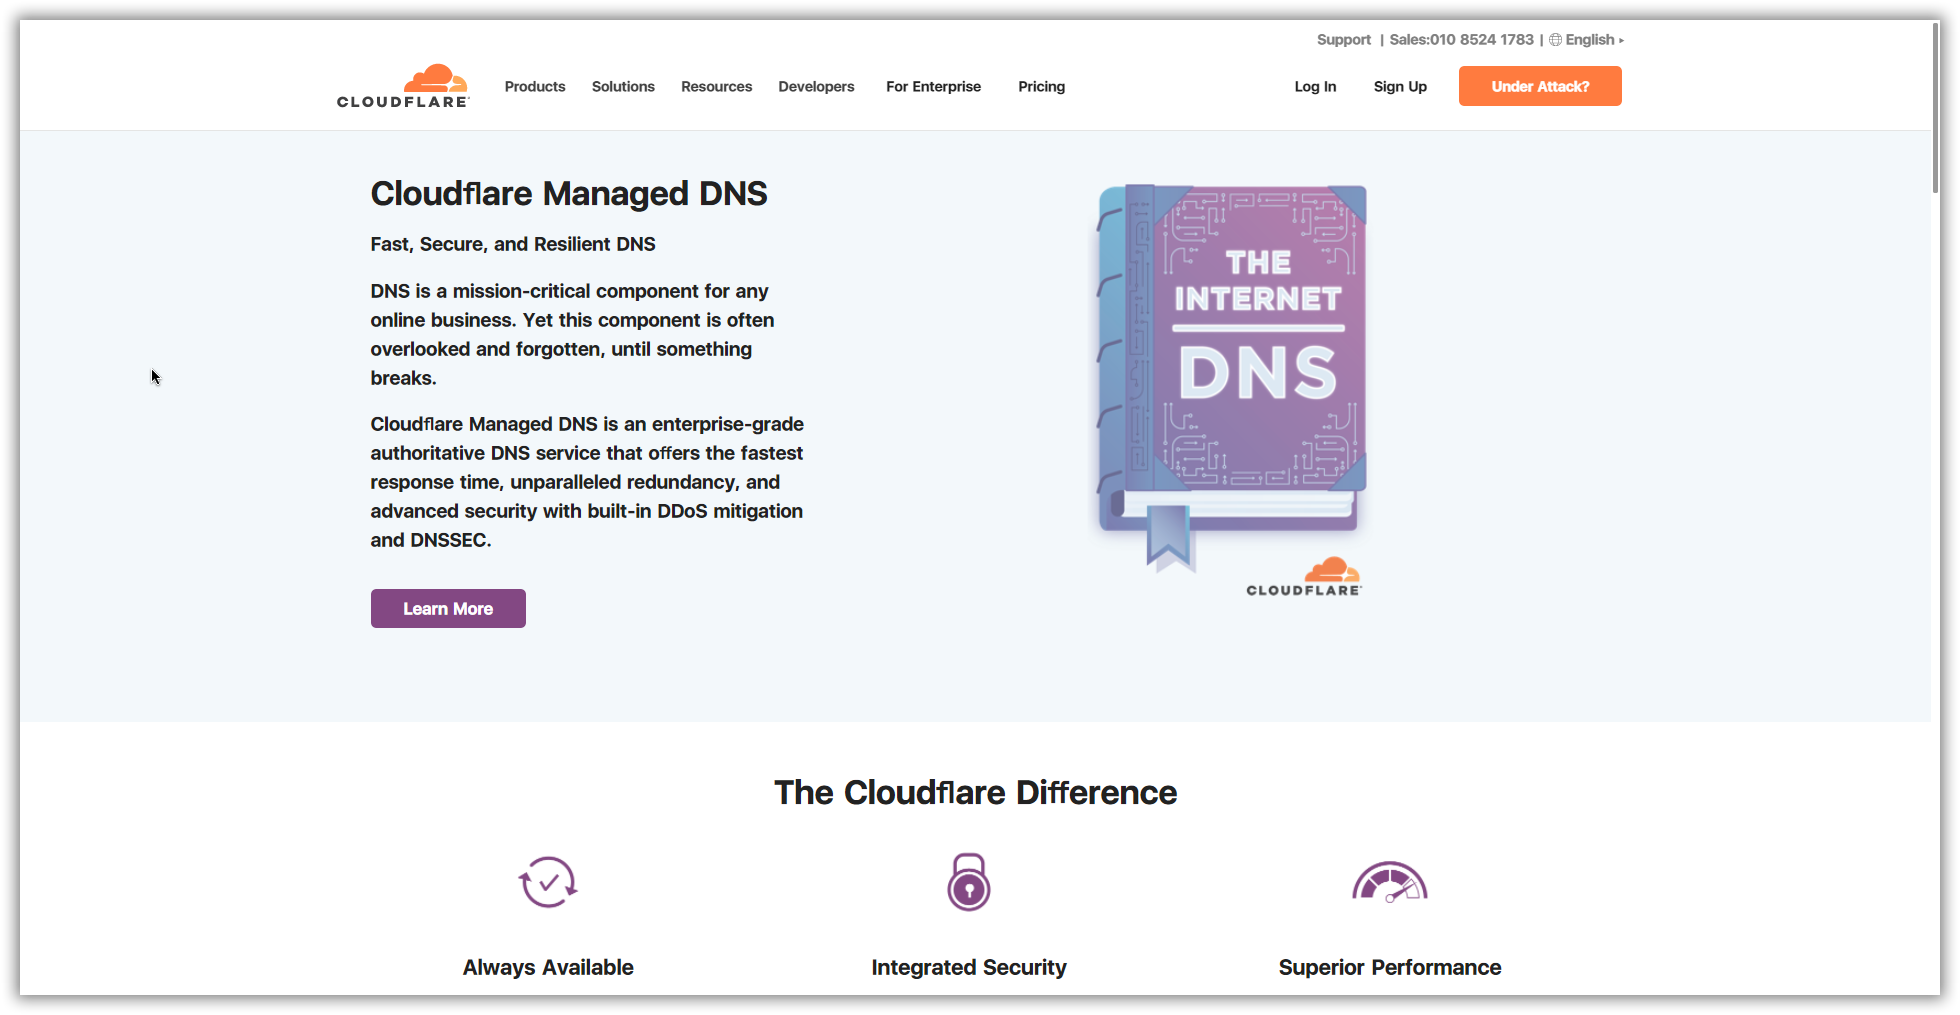 Support | Sales:010 8524 1783 | English
CLOUDFLARE
Products Solutions Resources Developers For Enterprise Pricing Log In Sign Up Under Attack?
Cloudflare Managed DNS
Fast, Secure, and Resilient DNS
DNS is a mission-critical component for any
online business. Yet this component is often
overlooked and forgotten, until something
breaks.
Cloudflare Managed DNS is an enterprise-grade
authoritative DNS service that offers the fastest
response time, unparalleled redundancy, and
advanced security with built-in DDoS mitigation
and DNSSEC.
Learn More
THE
INTERNET
DNS
CLOUDFLARE
The Cloudflare Difference
Always Available
Integrated Security
Superior Performance